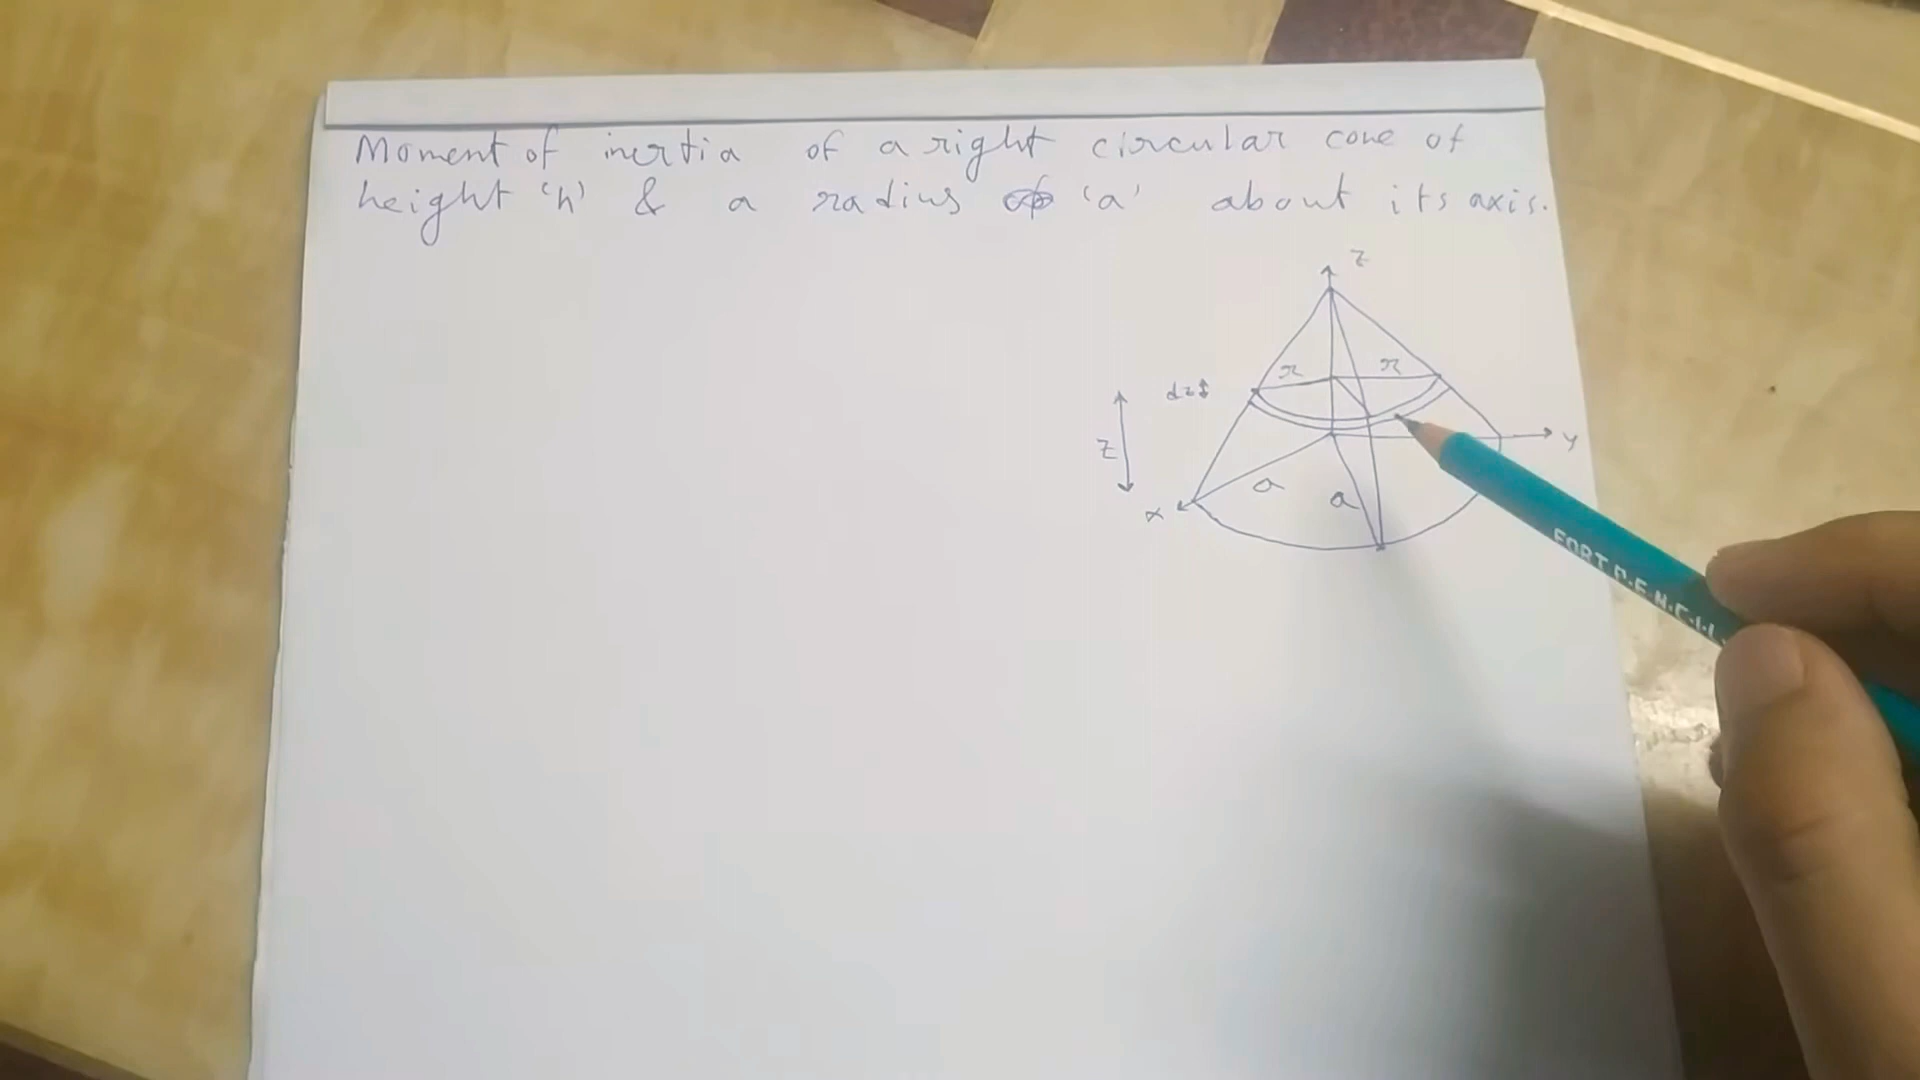 Moment of inertia of a right circular cone of
height 'h' & a radius 'a' about its axis.
z
r r
dz
z
y
a a
x
FORT P.E.N.C.I.L